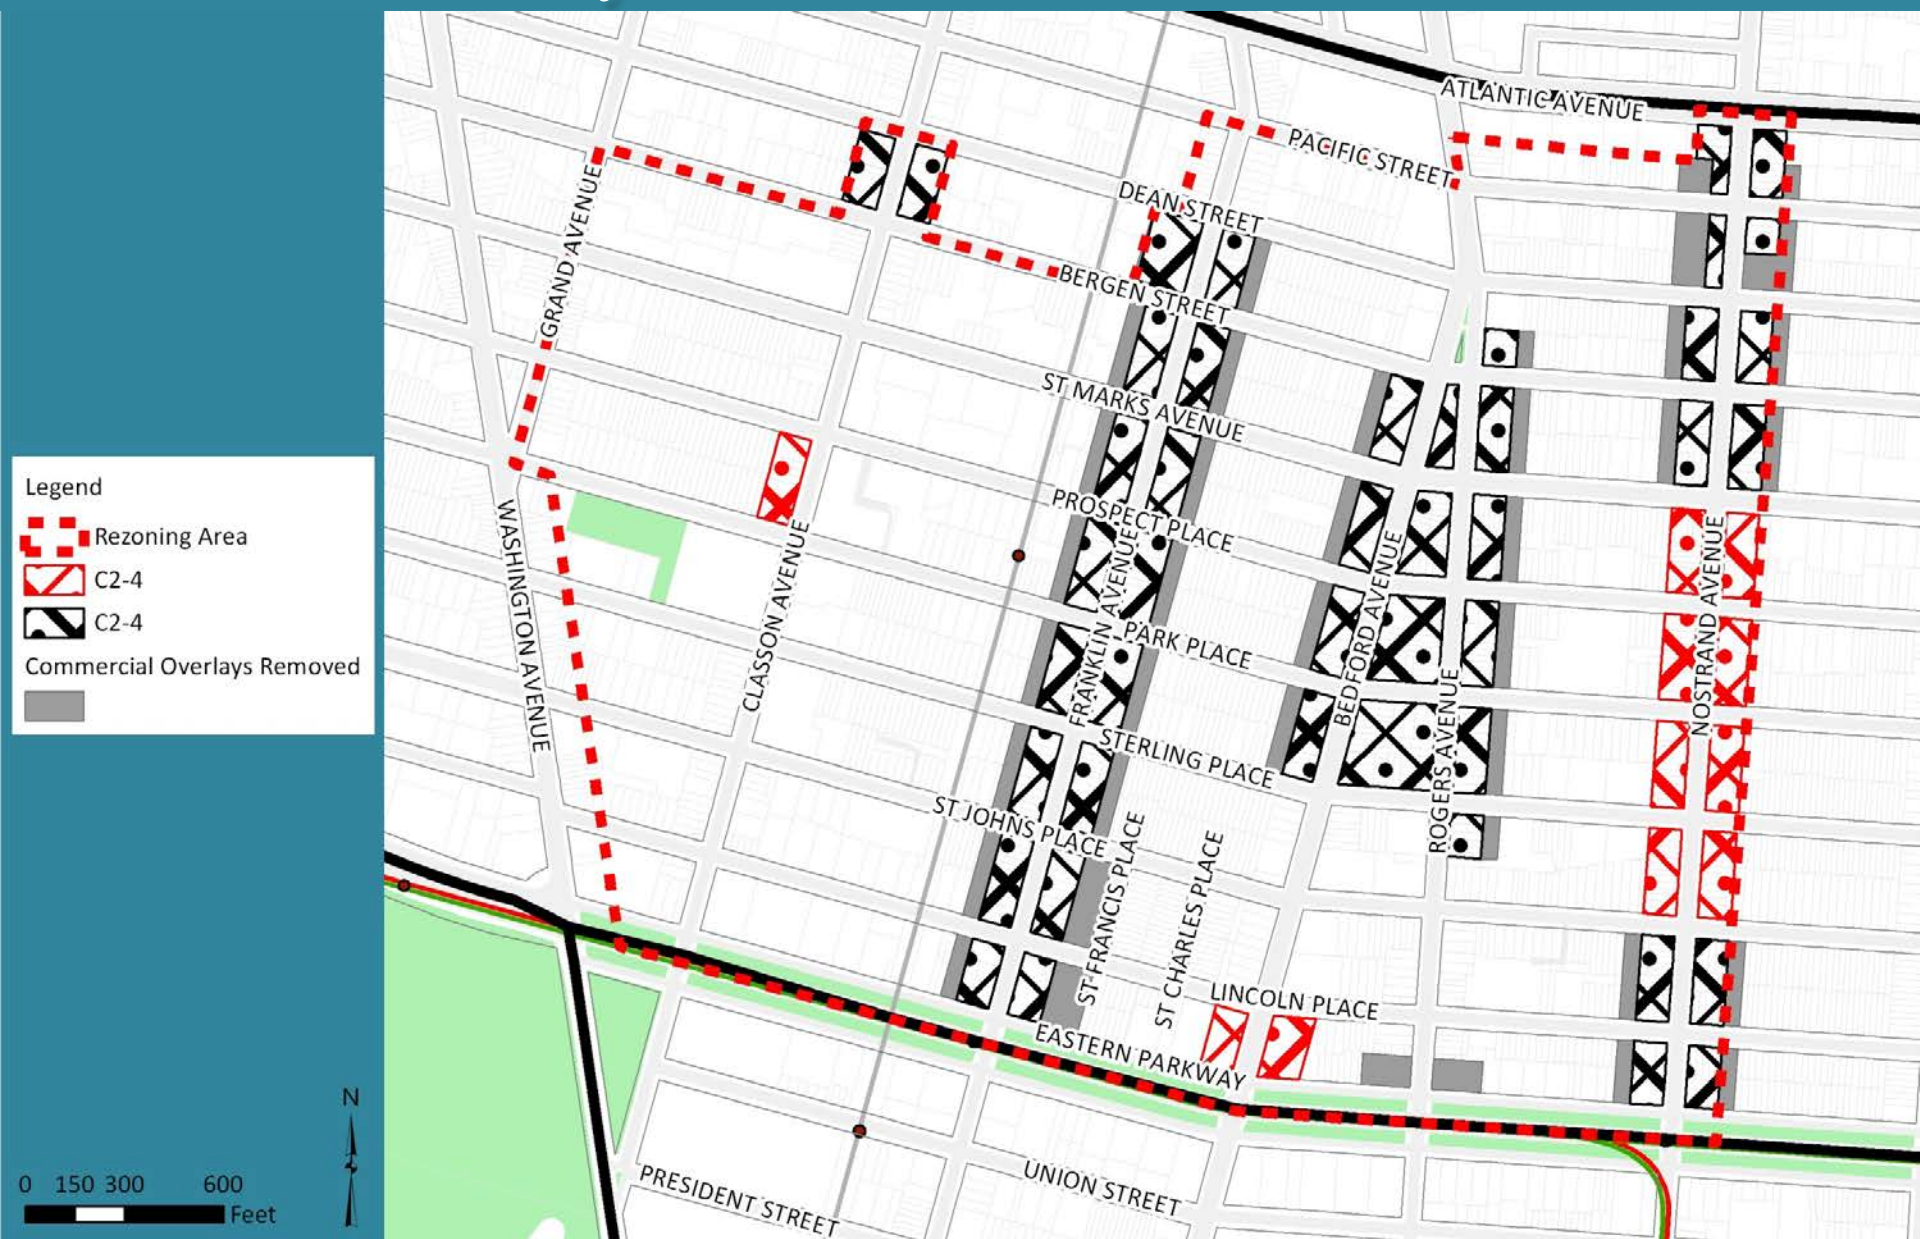 ATLANTIC AVENUE
PACIFIC STREET
DEAN STREET
GRAND AVENUE
BERGEN STREET
ST MARKS AVENUE
PROSPECT PLACE
WASHINGTON AVENUE
CLASSON AVENUE
FRANKLIN AVENUE
BEDFORD AVENUE
NOSTRAND AVENUE
PARK PLACE
ROGERS AVENUE
STERLING PLACE
ST JOHNS PLACE
ST FRANCIS PLACE
ST CHARLES PLACE
LINCOLN PLACE
EASTERN PARKWAY
UNION STREET
PRESIDENT STREET
Legend
Rezoning Area
C2-4
C2-4
Commercial Overlays Removed
N
0 150 300 600
Feet